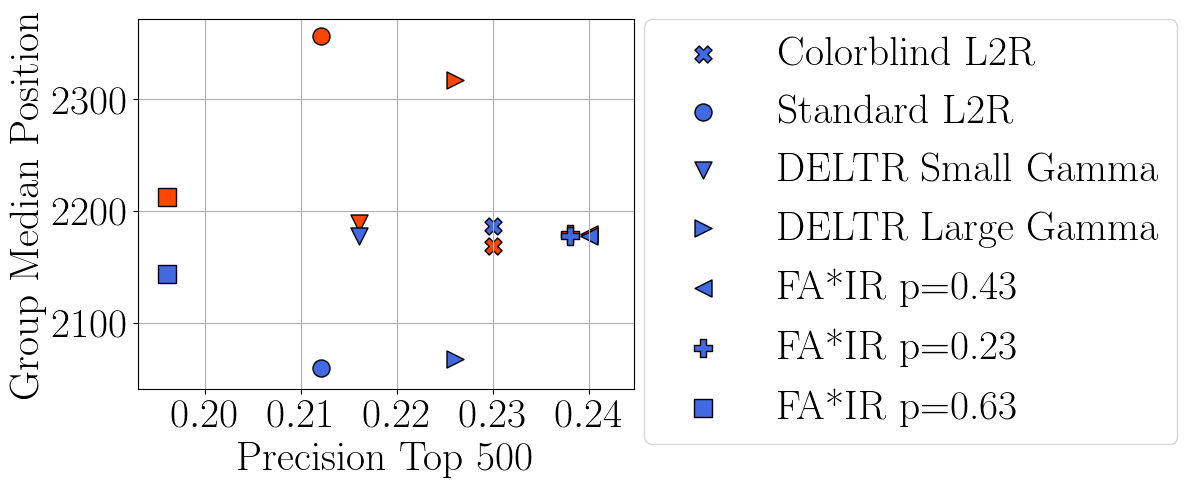 Group Median Position
2300
2200
2100
0.20 0.21 0.22 0.23 0.24
Precision Top 500
Colorblind L2R
Standard L2R
DELTR Small Gamma
DELTR Large Gamma
FA*IR p=0.43
FA*IR p=0.23
FA*IR p=0.63